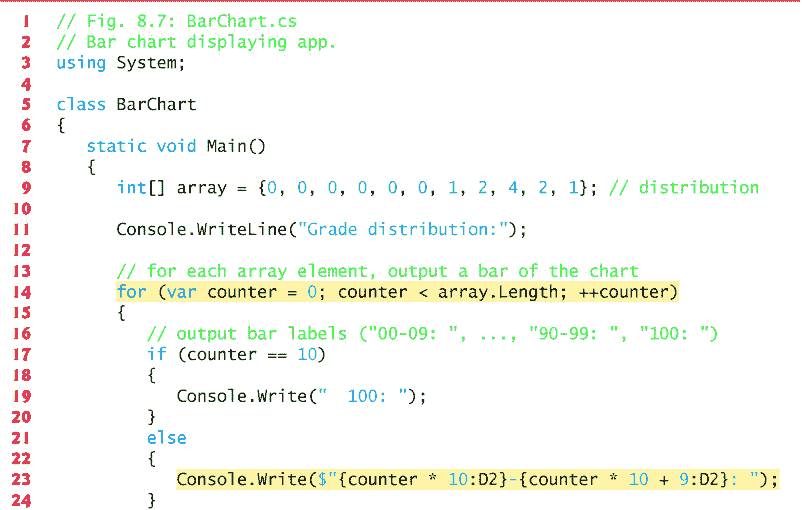 1 // Fig. 8.7: BarChart.cs
2 // Bar chart displaying app.
3 using System;
4
5 class BarChart
6 {
7    static void Main()
8    {
9       int[] array = {0, 0, 0, 0, 0, 0, 1, 2, 4, 2, 1}; // distribution
10
11       Console.WriteLine("Grade distribution:");
12
13       // for each array element, output a bar of the chart
14       for (var counter = 0; counter < array.Length; ++counter)
15       {
16          // output bar labels ("00-09: ", ..., "90-99: ", "100: ")
17          if (counter == 10)
18          {
19             Console.Write("  100: ");
20          }
21          else
22          {
23             Console.Write($"{counter * 10:D2}-{counter * 10 + 9:D2}: ");
24          }